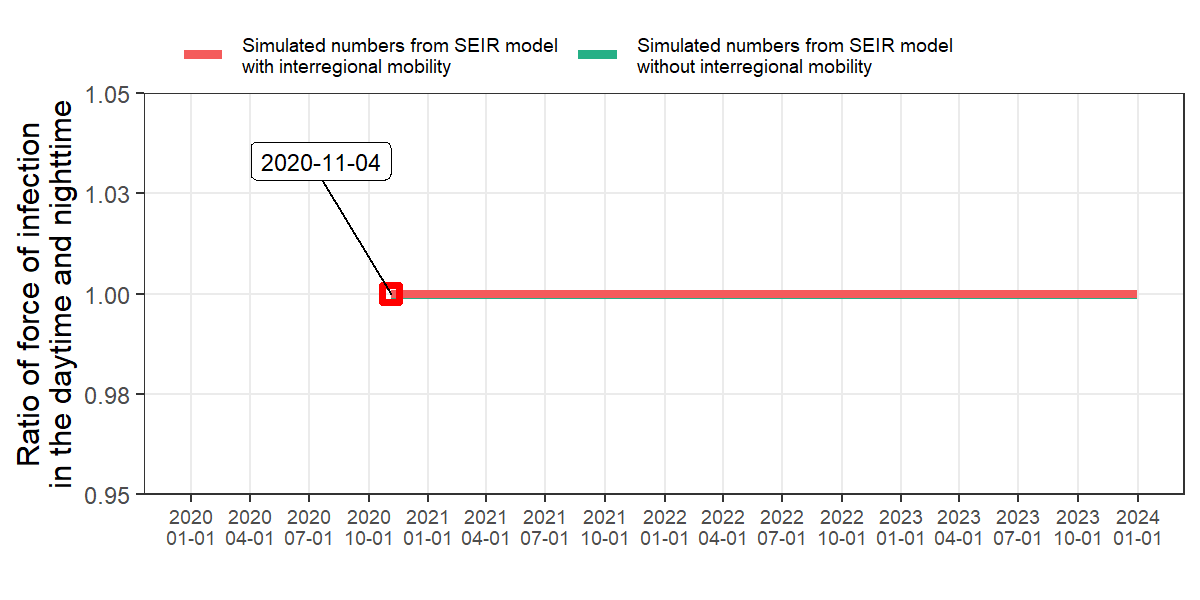 Simulated numbers from SEIR model
with interregional mobility
Simulated numbers from SEIR model
without interregional mobility
Ratio of force of infection
in the daytime and nighttime
1.05
1.03
1.00
0.98
0.95
2020-11-04
2020 2020 2020 2020 2021 2021 2021 2021 2022 2022 2022 2022 2023 2023 2023 2023 2024
01-01 04-01 07-01 10-01 01-01 04-01 07-01 10-01 01-01 04-01 07-01 10-01 01-01 04-01 07-01 10-01 01-01